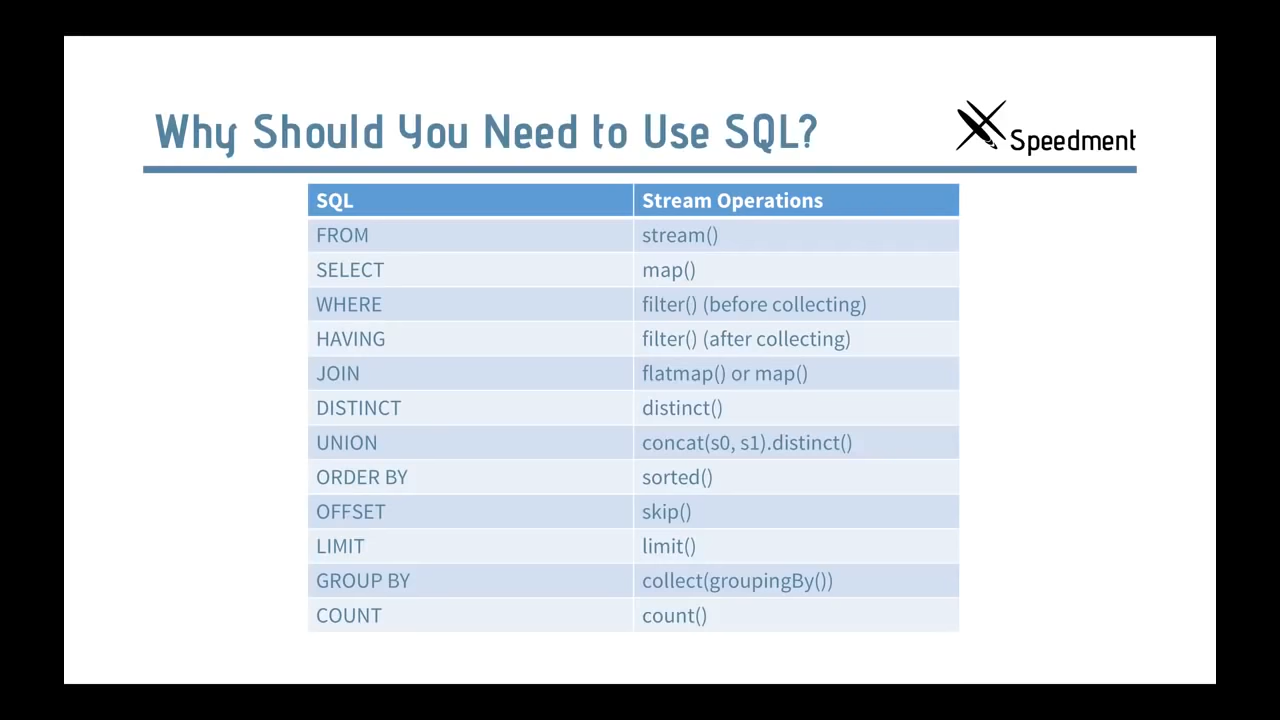 Why Should You Need to Use SQL?
Speedment
SQL Stream Operations
FROM stream()
SELECT map()
WHERE filter() (before collecting)
HAVING filter() (after collecting)
JOIN flatmap() or map()
DISTINCT distinct()
UNION concat(s0, s1).distinct()
ORDER BY sorted()
OFFSET skip()
LIMIT limit()
GROUP BY collect(groupingBy())
COUNT count()